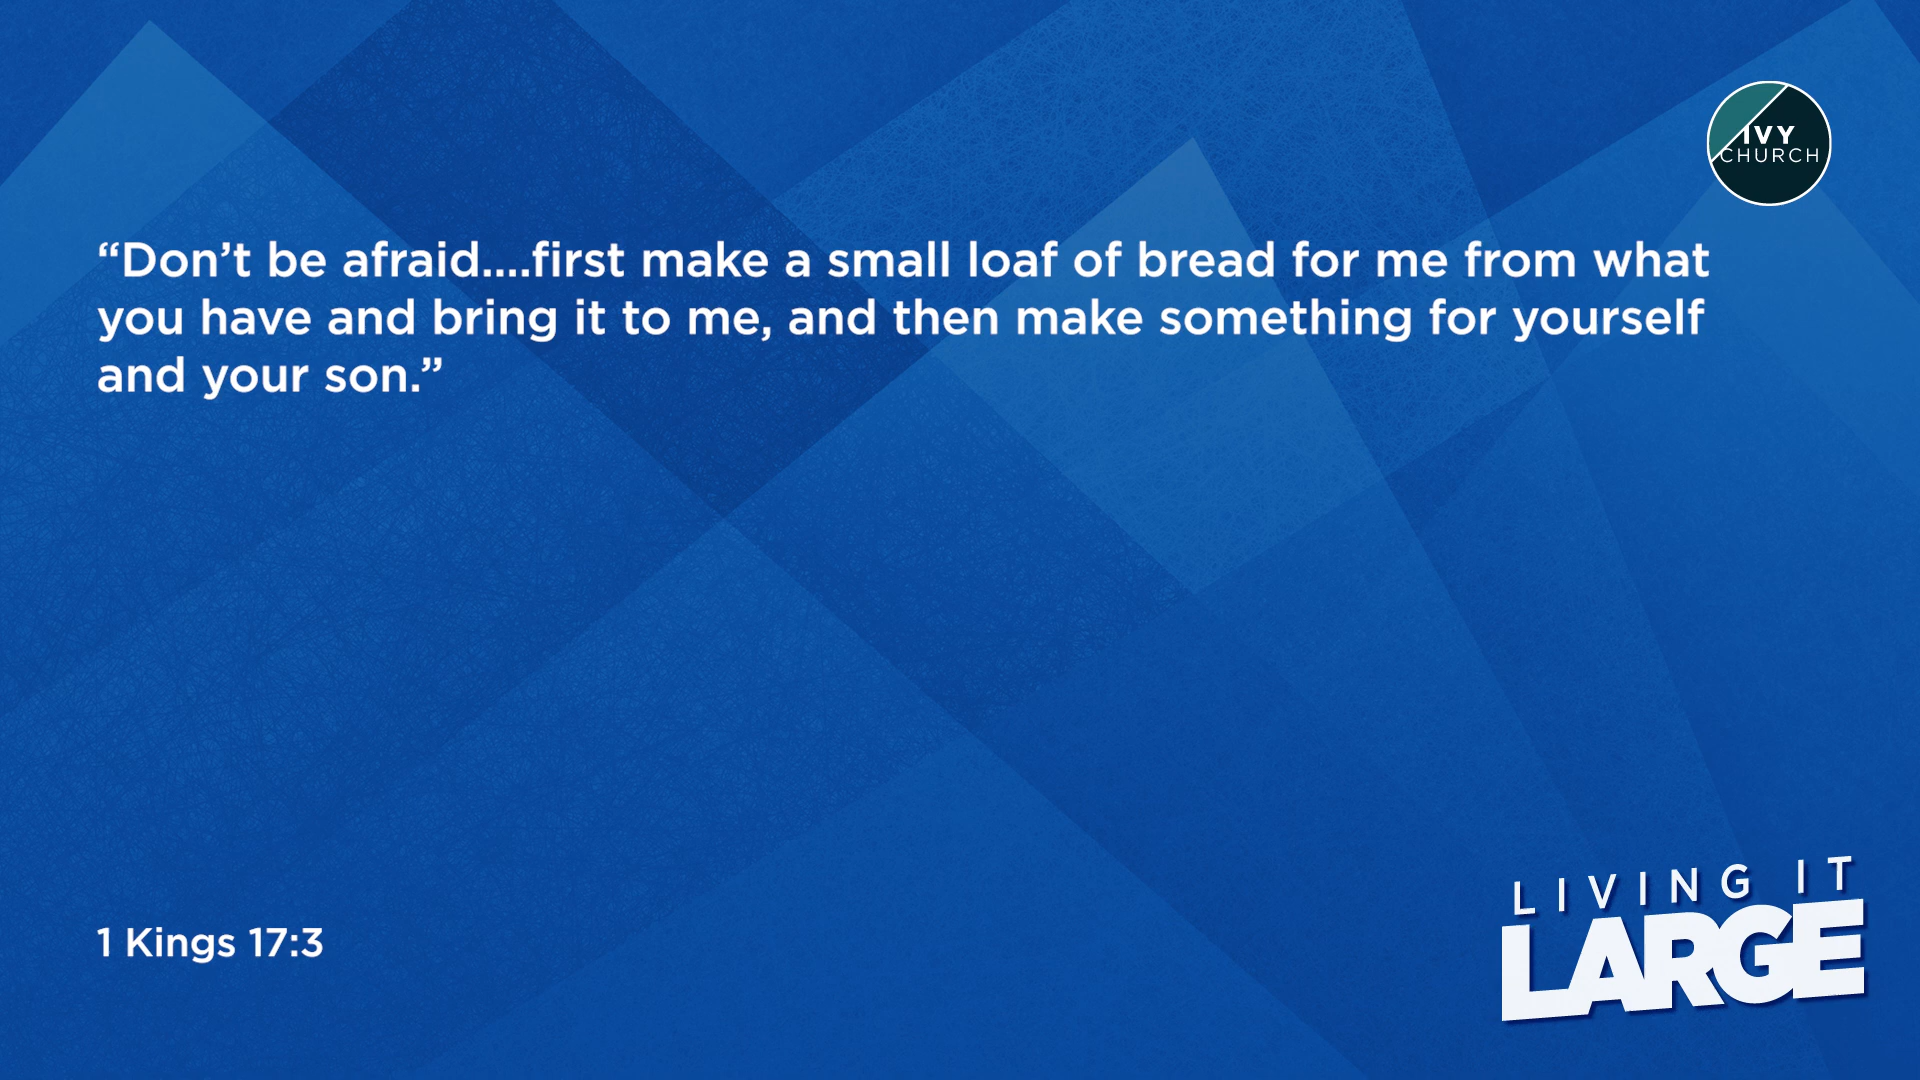 IVY
CHURCH
“Don’t be afraid....first make a small loaf of bread for me from what
you have and bring it to me, and then make something for yourself
and your son.”
1 Kings 17:3
LIVING IT
LARGE